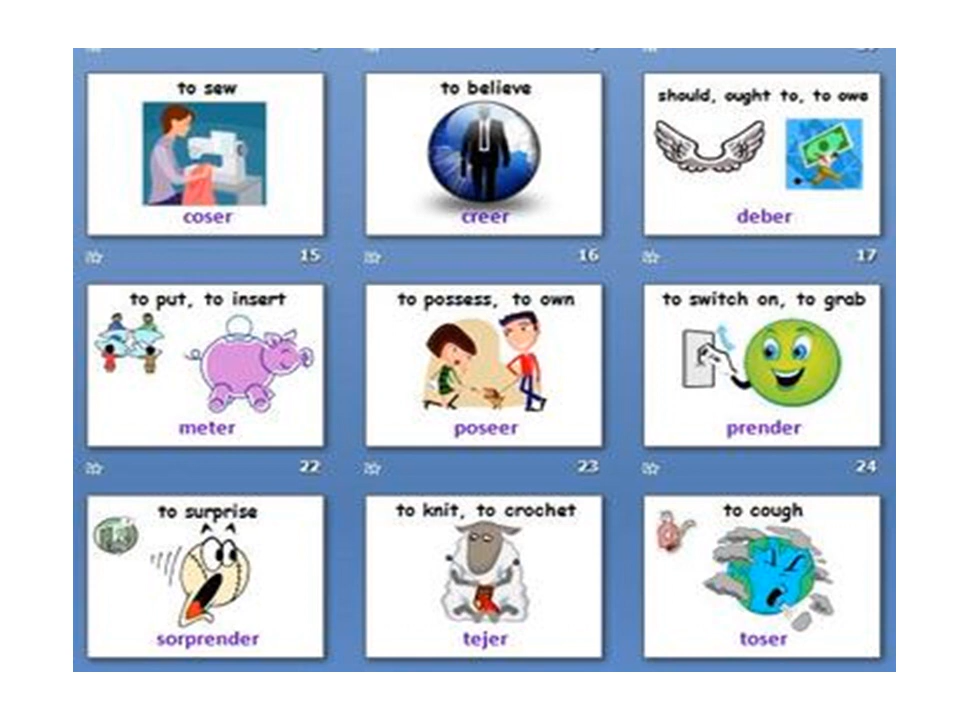 to sew
coser
to believe
creer
should, ought to, to owe
deber
15
16
17
to put, to insert
meter
to possess, to own
poseer
to switch on, to grab
prender
22
23
24
to surprise
sorprender
to knit, to crochet
tejer
to cough
toser